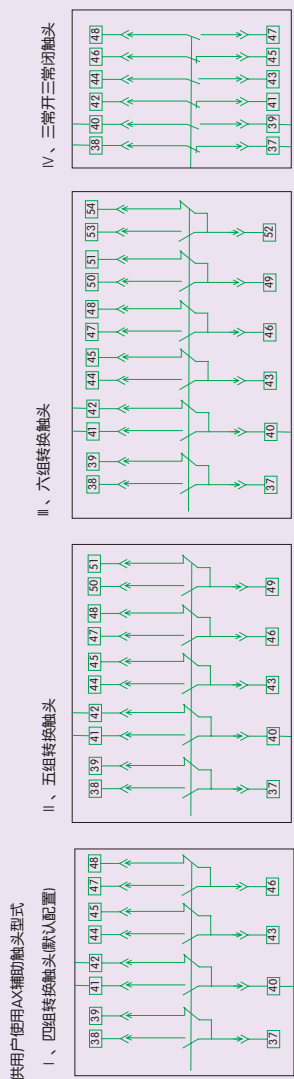 供用户使用AX辅助触头型式
Ⅰ、四组转换触头(默认配置)
38 39 41 42 44 45 47 48
37 40 43 46
Ⅱ、五组转换触头
38 39 41 42 44 45 47 48 50 51
37 40 43 46 49
Ⅲ、六组转换触头
38 39 41 42 44 45 47 48 50 51 53 54
37 40 43 46 49 52
Ⅳ、三常开三常闭触头
38 40 42 44 46 48
37 39 41 43 45 47